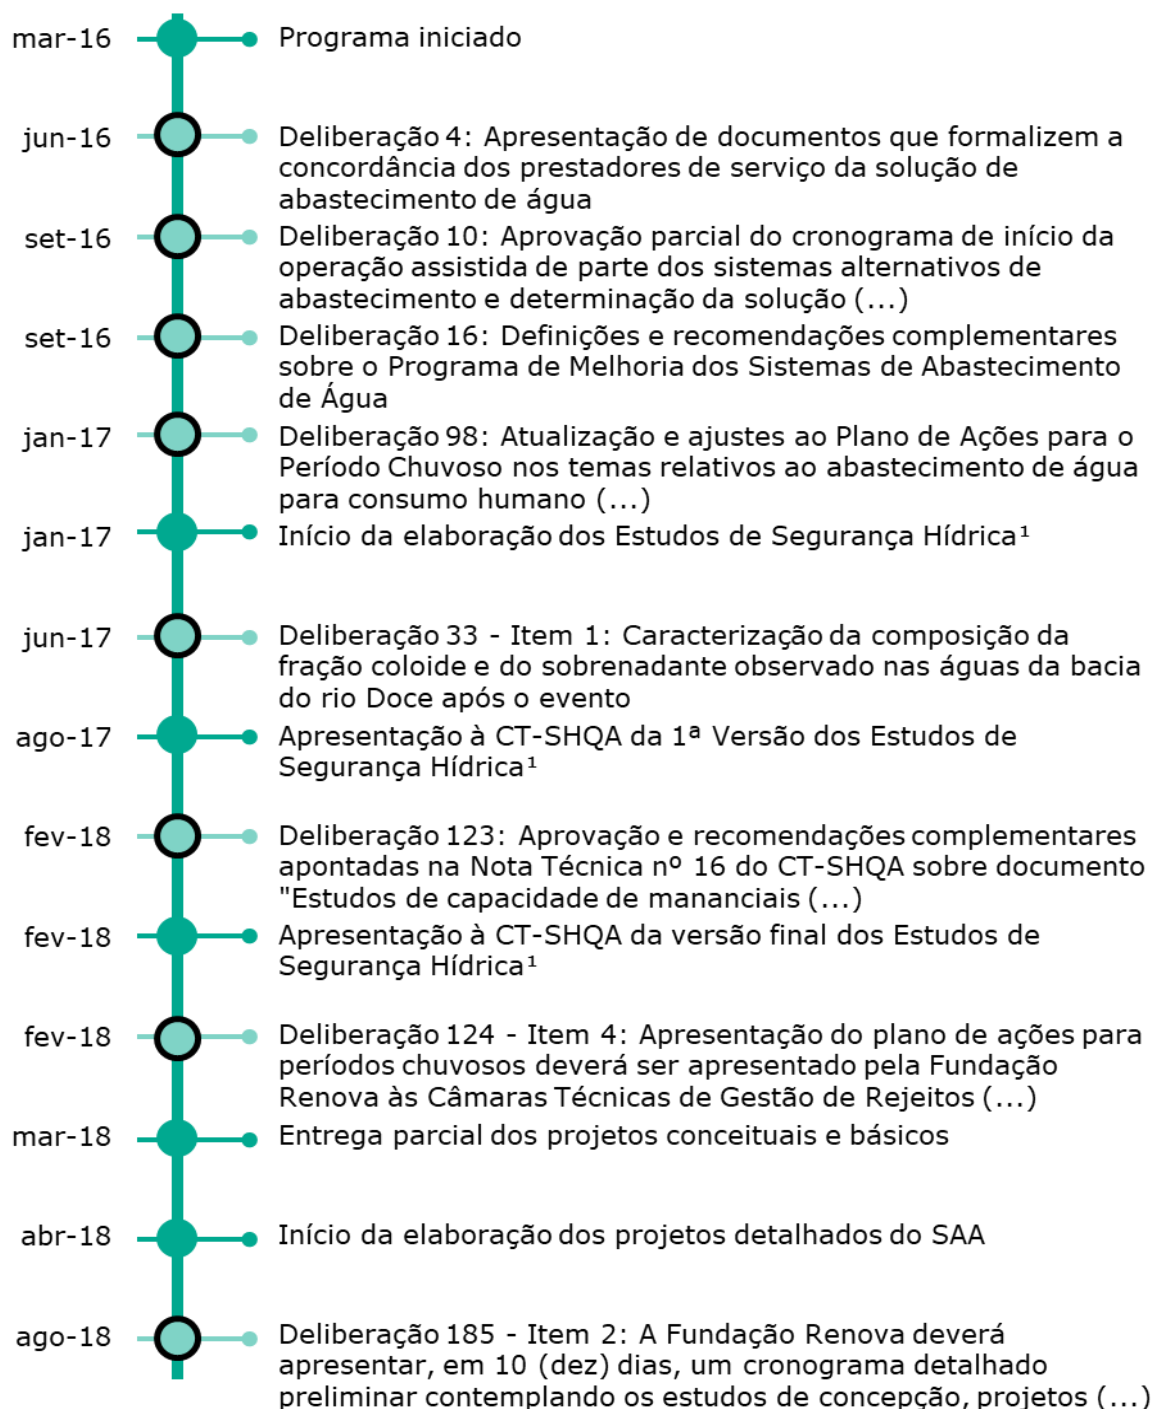 mar-16 Programa iniciado
jun-16 Deliberação 4: Apresentação de documentos que formalizem a
concordância dos prestadores de serviço da solução de
abastecimento de água
set-16 Deliberação 10: Aprovação parcial do cronograma de início da
operação assistida de parte dos sistemas alternativos de
abastecimento e determinação da solução (...)
set-16 Deliberação 16: Definições e recomendações complementares
sobre o Programa de Melhoria dos Sistemas de Abastecimento
de Água
jan-17 Deliberação 98: Atualização e ajustes ao Plano de Ações para o
Período Chuvoso nos temas relativos ao abastecimento de água
para consumo humano (...)
jan-17 Início da elaboração dos Estudos de Segurança Hídrica¹
jun-17 Deliberação 33 - Item 1: Caracterização da composição da
fração coloide e do sobrenadante observado nas águas da bacia
do rio Doce após o evento
ago-17 Apresentação à CT-SHQA da 1ª Versão dos Estudos de
Segurança Hídrica¹
fev-18 Deliberação 123: Aprovação e recomendações complementares
apontadas na Nota Técnica nº 16 do CT-SHQA sobre documento
"Estudos de capacidade de mananciais (...)
fev-18 Apresentação à CT-SHQA da versão final dos Estudos de
Segurança Hídrica¹
fev-18 Deliberação 124 - Item 4: Apresentação do plano de ações para
períodos chuvosos deverá ser apresentado pela Fundação
Renova às Câmaras Técnicas de Gestão de Rejeitos (...)
mar-18 Entrega parcial dos projetos conceituais e básicos
abr-18 Início da elaboração dos projetos detalhados do SAA
ago-18 Deliberação 185 - Item 2: A Fundação Renova deverá
apresentar, em 10 (dez) dias, um cronograma detalhado
preliminar contemplando os estudos de concepção, projetos (...)